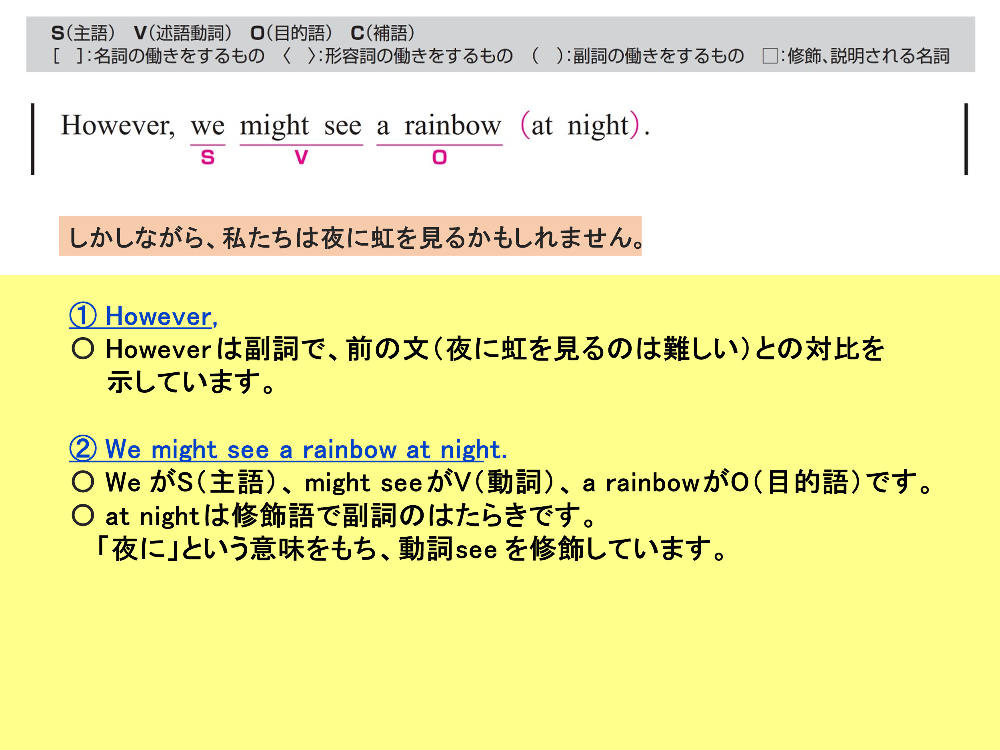 S(主語) V(述語動詞) O(目的語) C(補語)
[ ]:名詞の働きをするもの 〈 〉:形容詞の働きをするもの ( ):副詞の働きをするもの □:修飾、説明される名詞
However, we might see a rainbow (at night).
S V O
しかしながら、私たちは夜に虹を見るかもしれません。
① However,
○ Howeverは副詞で、前の文(夜に虹を見るのは難しい)との対比を
示しています。
② We might see a rainbow at night.
○ We がS(主語)、might seeがV(動詞)、a rainbowがO(目的語)です。
○ at nightは修飾語で副詞のはたらきです。
「夜に」という意味をもち、動詞see を修飾しています。